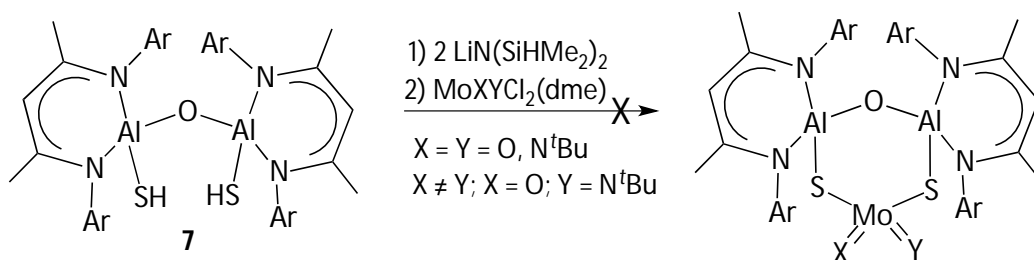 Ar Ar Ar Ar
N N N N
O O
Al Al Al Al
1) 2 LiN(SiHMe₂)₂
2) MoXYCl₂(dme)
X
X = Y = O, NᵗBu
X ≠ Y; X = O; Y = NᵗBu
N N N N
SH HS S S
Ar Ar Ar Ar
Mo
X Y
7